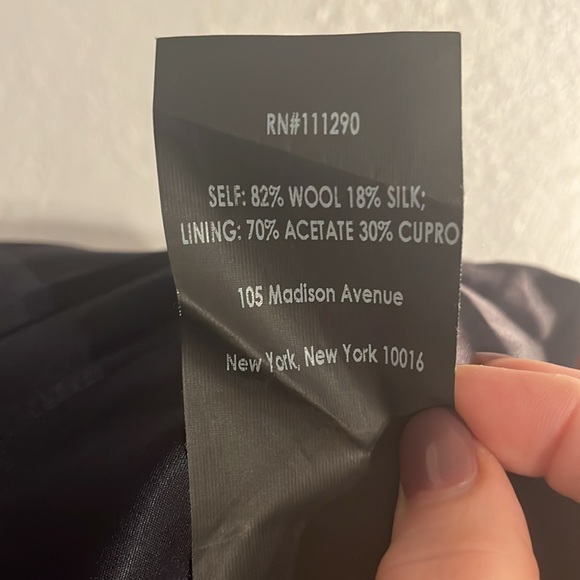 RN#111290
SELF: 82% WOOL 18% SILK;
LINING: 70% ACETATE 30% CUPRO
105 Madison Avenue
New York, New York 10016